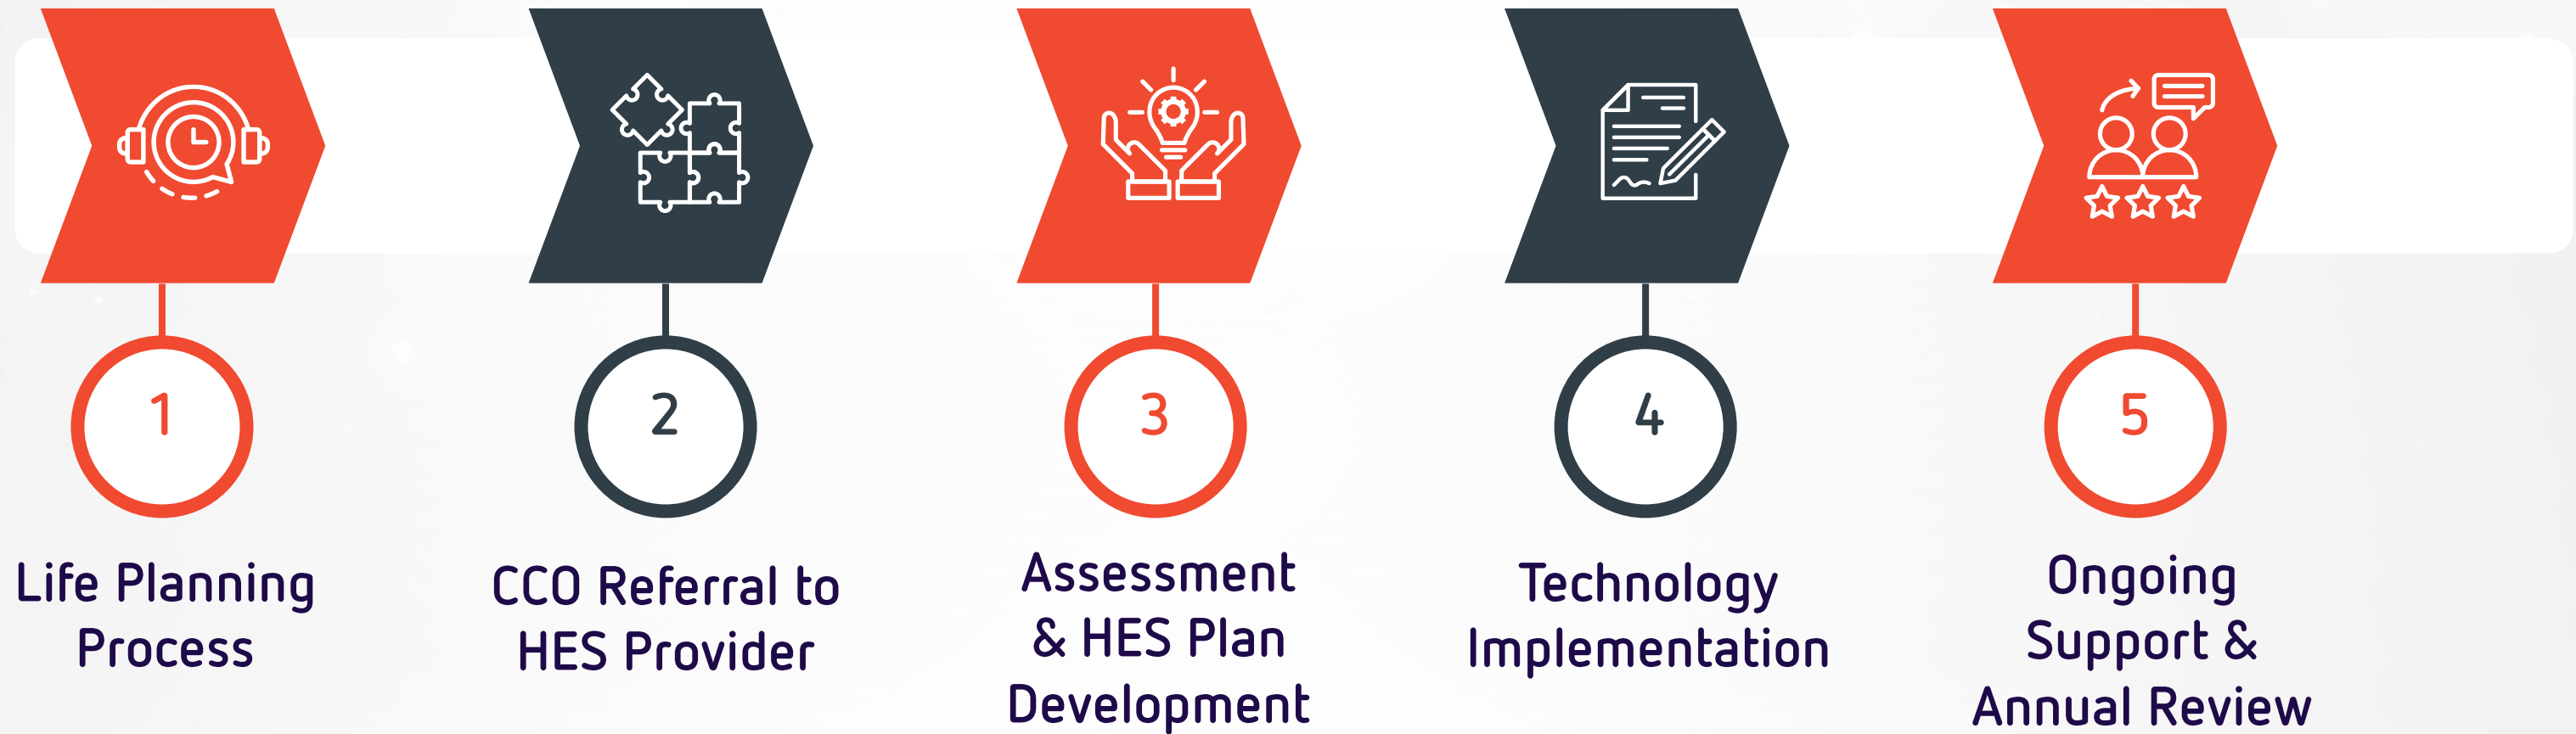 1
Life Planning
Process
2
CCO Referral to
HES Provider
3
Assessment
& HES Plan
Development
4
Technology
Implementation
5
Ongoing
Support &
Annual Review